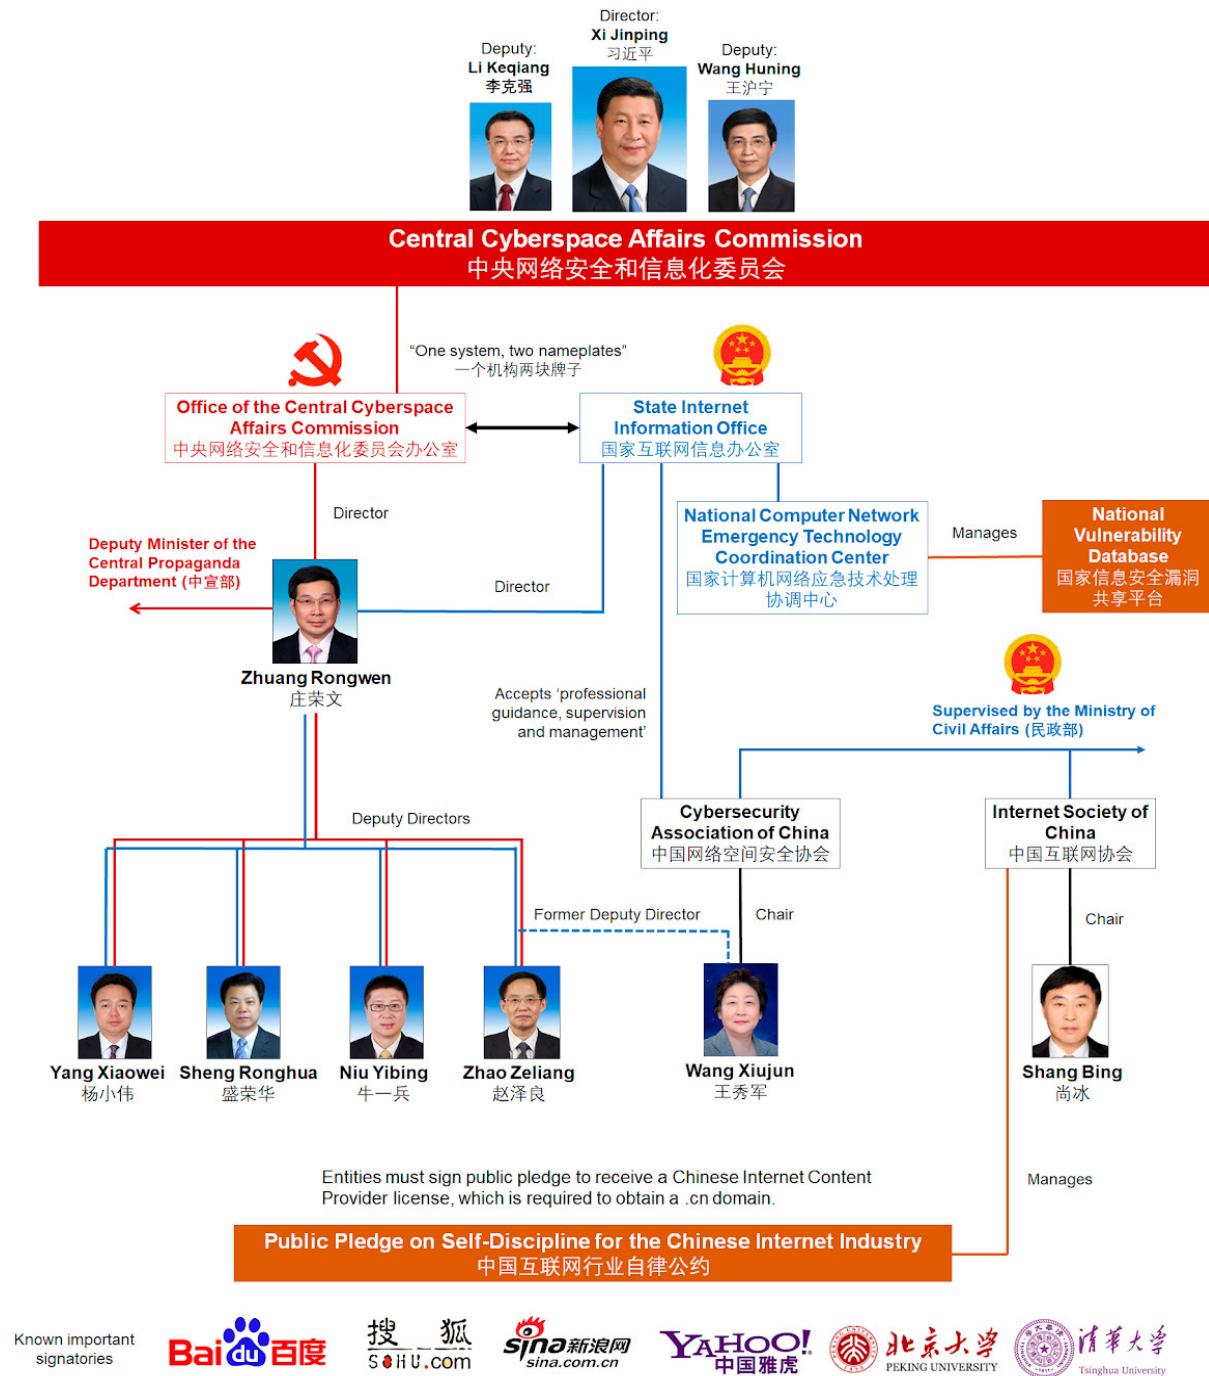 Director:
Xi Jinping
习近平
Deputy:
Li Keqiang
李克强
Deputy:
Wang Huning
王沪宁
Central Cyberspace Affairs Commission
中央网络安全和信息化委员会
“One system, two nameplates”
一个机构两块牌子
Office of the Central Cyberspace
Affairs Commission
中央网络安全和信息化委员会办公室
State Internet
Information Office
国家互联网信息办公室
Director
Deputy Minister of the
Central Propaganda
Department (中宣部)
Director
National Computer Network
Emergency Technology
Coordination Center
国家计算机网络应急技术处理
协调中心
Manages
National
Vulnerability
Database
国家信息安全漏洞
共享平台
Zhuang Rongwen
庄荣文
Accepts ‘professional
guidance, supervision
and management’
Supervised by the Ministry of
Civil Affairs (民政部)
Deputy Directors
Cybersecurity
Association of China
中国网络空间安全协会
Internet Society of
China
中国互联网协会
Former Deputy Director
Chair
Chair
Yang Xiaowei
杨小伟
Sheng Ronghua
盛荣华
Niu Yibing
牛一兵
Zhao Zeliang
赵泽良
Wang Xiujun
王秀军
Shang Bing
尚冰
Entities must sign public pledge to receive a Chinese Internet Content
Provider license, which is required to obtain a .cn domain.
Manages
Public Pledge on Self-Discipline for the Chinese Internet Industry
中国互联网行业自律公约
Known important
signatories
Bai du 百度
搜狐
SOHU.com
sina新浪网
sina.com.cn
YAHOO!
中国雅虎
北京大学
PEKING UNIVERSITY
清华大学
Tsinghua University